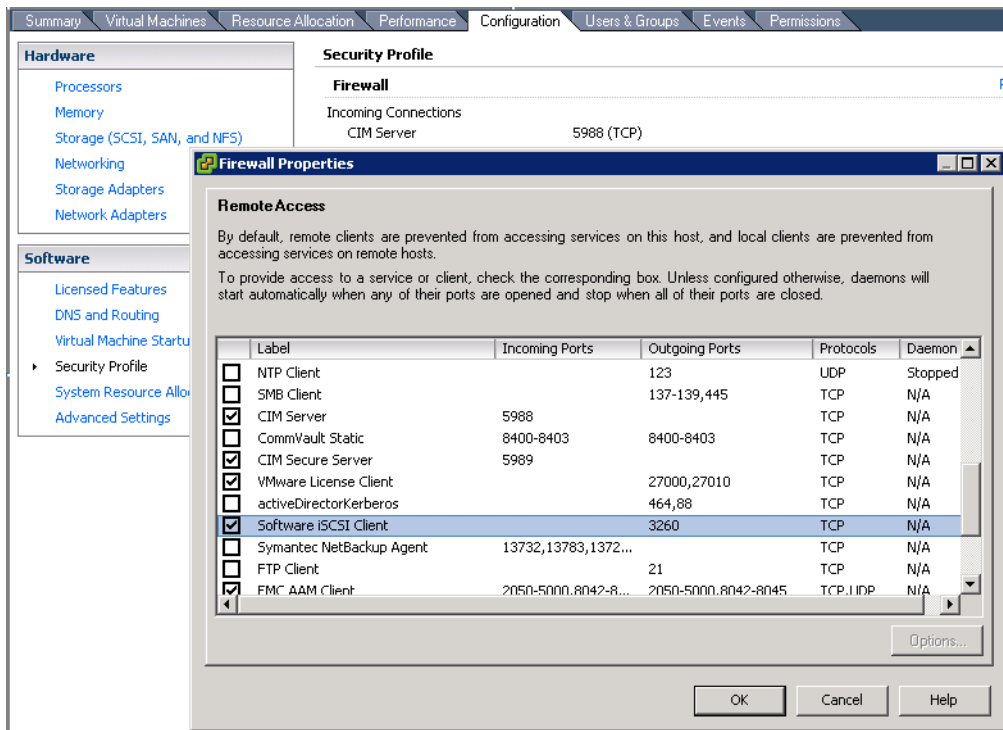 Summary Virtual Machines Resource Allocation Performance Configuration Users & Groups Events Permissions
Hardware
Processors
Memory
Storage (SCSI, SAN, and NFS)
Networking
Storage Adapters
Network Adapters
Software
Licensed Features
DNS and Routing
Virtual Machine Startu
Security Profile
System Resource Allo
Advanced Settings
Security Profile
Firewall
Incoming Connections
CIM Server 5988 (TCP)
Firewall Properties
Remote Access
By default, remote clients are prevented from accessing services on this host, and local clients are prevented from
accessing services on remote hosts.
To provide access to a service or client, check the corresponding box. Unless configured otherwise, daemons will
start automatically when any of their ports are opened and stop when all of their ports are closed.
Label Incoming Ports Outgoing Ports Protocols Daemon
NTP Client 123 UDP Stopped
SMB Client 137-139,445 TCP N/A
CIM Server 5988 TCP N/A
CommVault Static 8400-8403 8400-8403 TCP N/A
CIM Secure Server 5989 TCP N/A
VMware License Client 27000,27010 TCP N/A
activeDirectorKerberos 464,88 TCP N/A
Software iSCSI Client 3260 TCP N/A
Symantec NetBackup Agent 13732,13783,1372... TCP N/A
FTP Client 21 TCP N/A
EMC AAM Client 2050-5000,8042-8... 2050-5000,8042-8045 TCP,UDP N/A
Options...
OK Cancel Help